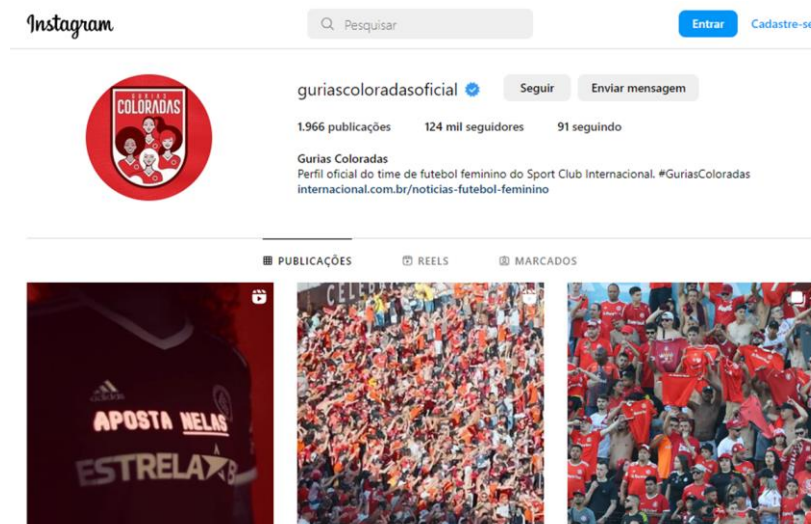 Instagram
Pesquisar
Entrar
Cadastre-se
GURIAS
COLORADAS
guriascoloradasoficial
Seguir
Enviar mensagem
1.966 publicações 124 mil seguidores 91 seguindo
Gurias Coloradas
Perfil oficial do time de futebol feminino do Sport Club Internacional. #GuriasColoradas
internacional.com.br/noticias-futebol-feminino
PUBLICAÇÕES
REELS
MARCADOS
adidas
APOSTA NELAS
ESTRELA B
CELEBR